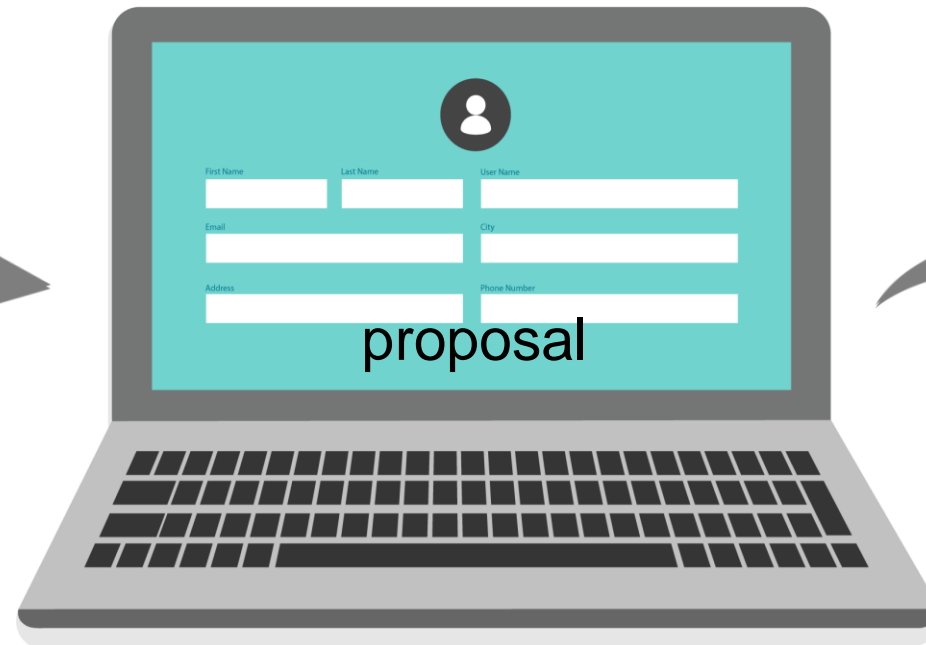 First Name Last Name User Name
Email City
Address Phone Number
proposal